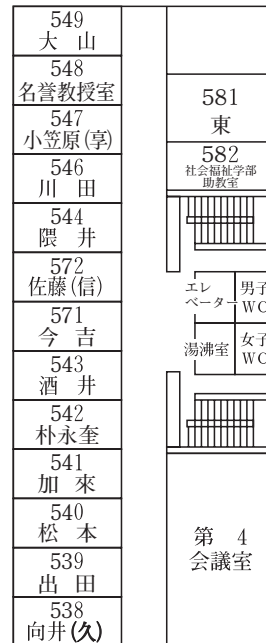 549
大山
548
名誉教授室
547
小笠原(享)
546
川田
544
隈井
572
佐藤(信)
571
今吉
543
酒井
542
朴永奎
541
加來
540
松本
539
出田
538
向井(久)
581
東
582
社会福祉学部
助教室
エレ
ベーター
男子
WC
湯沸室
女子
WC
第4
会議室